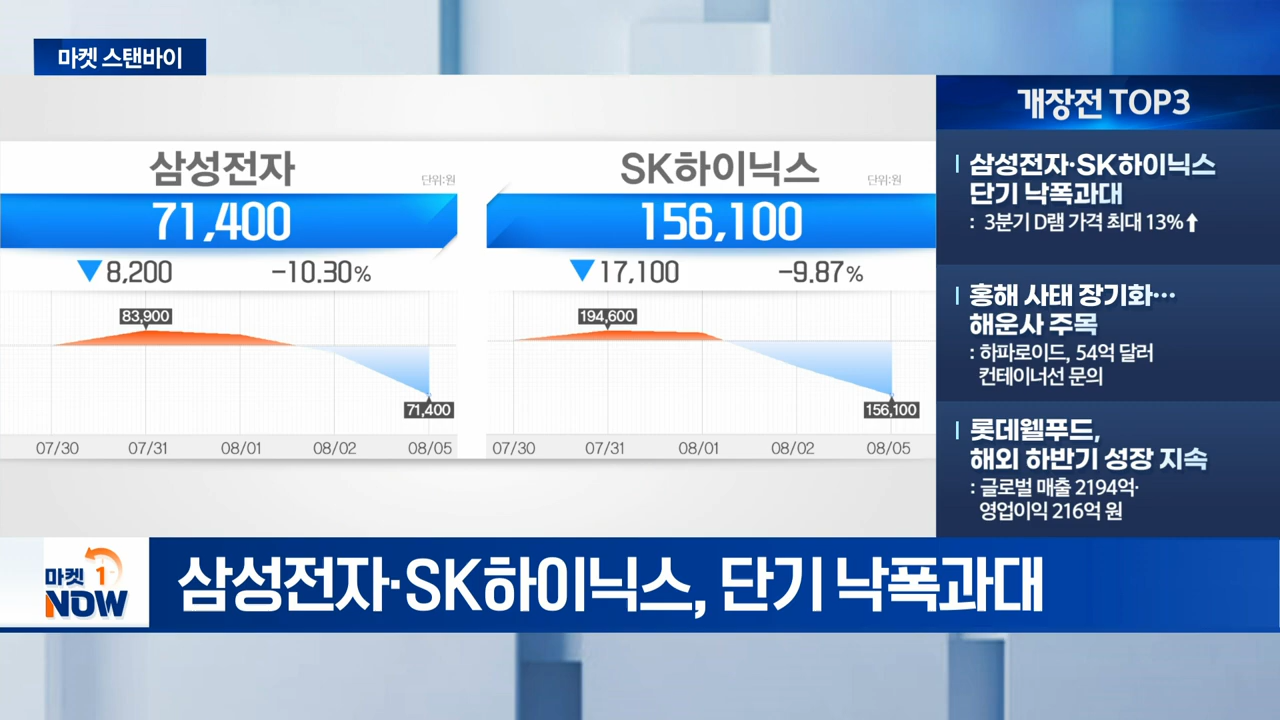 마켓 스탠바이
삼성전자
단위:원
71,400
▼8,200 -10.30%
83,900
71,400
07/30 07/31 08/01 08/02 08/05
SK하이닉스
단위:원
156,100
▼17,100 -9.87%
194,600
156,100
07/30 07/31 08/01 08/02 08/05
개장전 TOP3
삼성전자·SK하이닉스
단기 낙폭과대
: 3분기 D램 가격 최대 13%⬆
홍해 사태 장기화…
해운사 주목
: 하파로이드, 54억 달러
컨테이너선 문의
롯데웰푸드,
해외 하반기 성장 지속
: 글로벌 매출 2194억·
영업이익 216억 원
마켓 1
NOW
삼성전자·SK하이닉스, 단기 낙폭과대